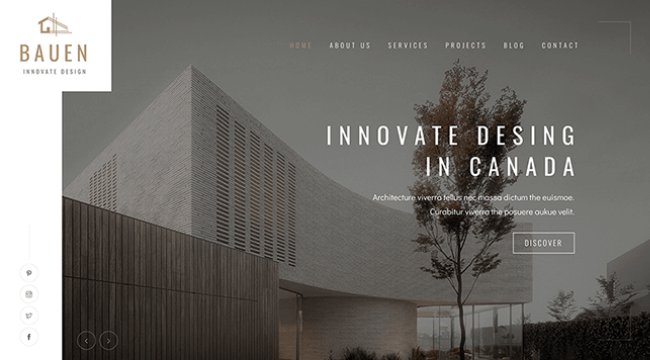 BAUEN
INNOVATE DESIGN
HOME ABOUT US SERVICES PROJECTS BLOG CONTACT
INNOVATE DESING
IN CANADA
Architecture viverra tellus nec massa dictum the euismoe.
Curabitur viverra the posuere aukue velit.
DISCOVER